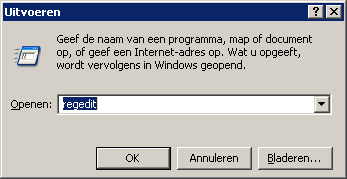 Uitvoeren
Geef de naam van een programma, map of document
op, of geef een Internet-adres op. Wat u opgeeft,
wordt vervolgens in Windows geopend.
Openen: regedit
OK Annuleren Bladeren...